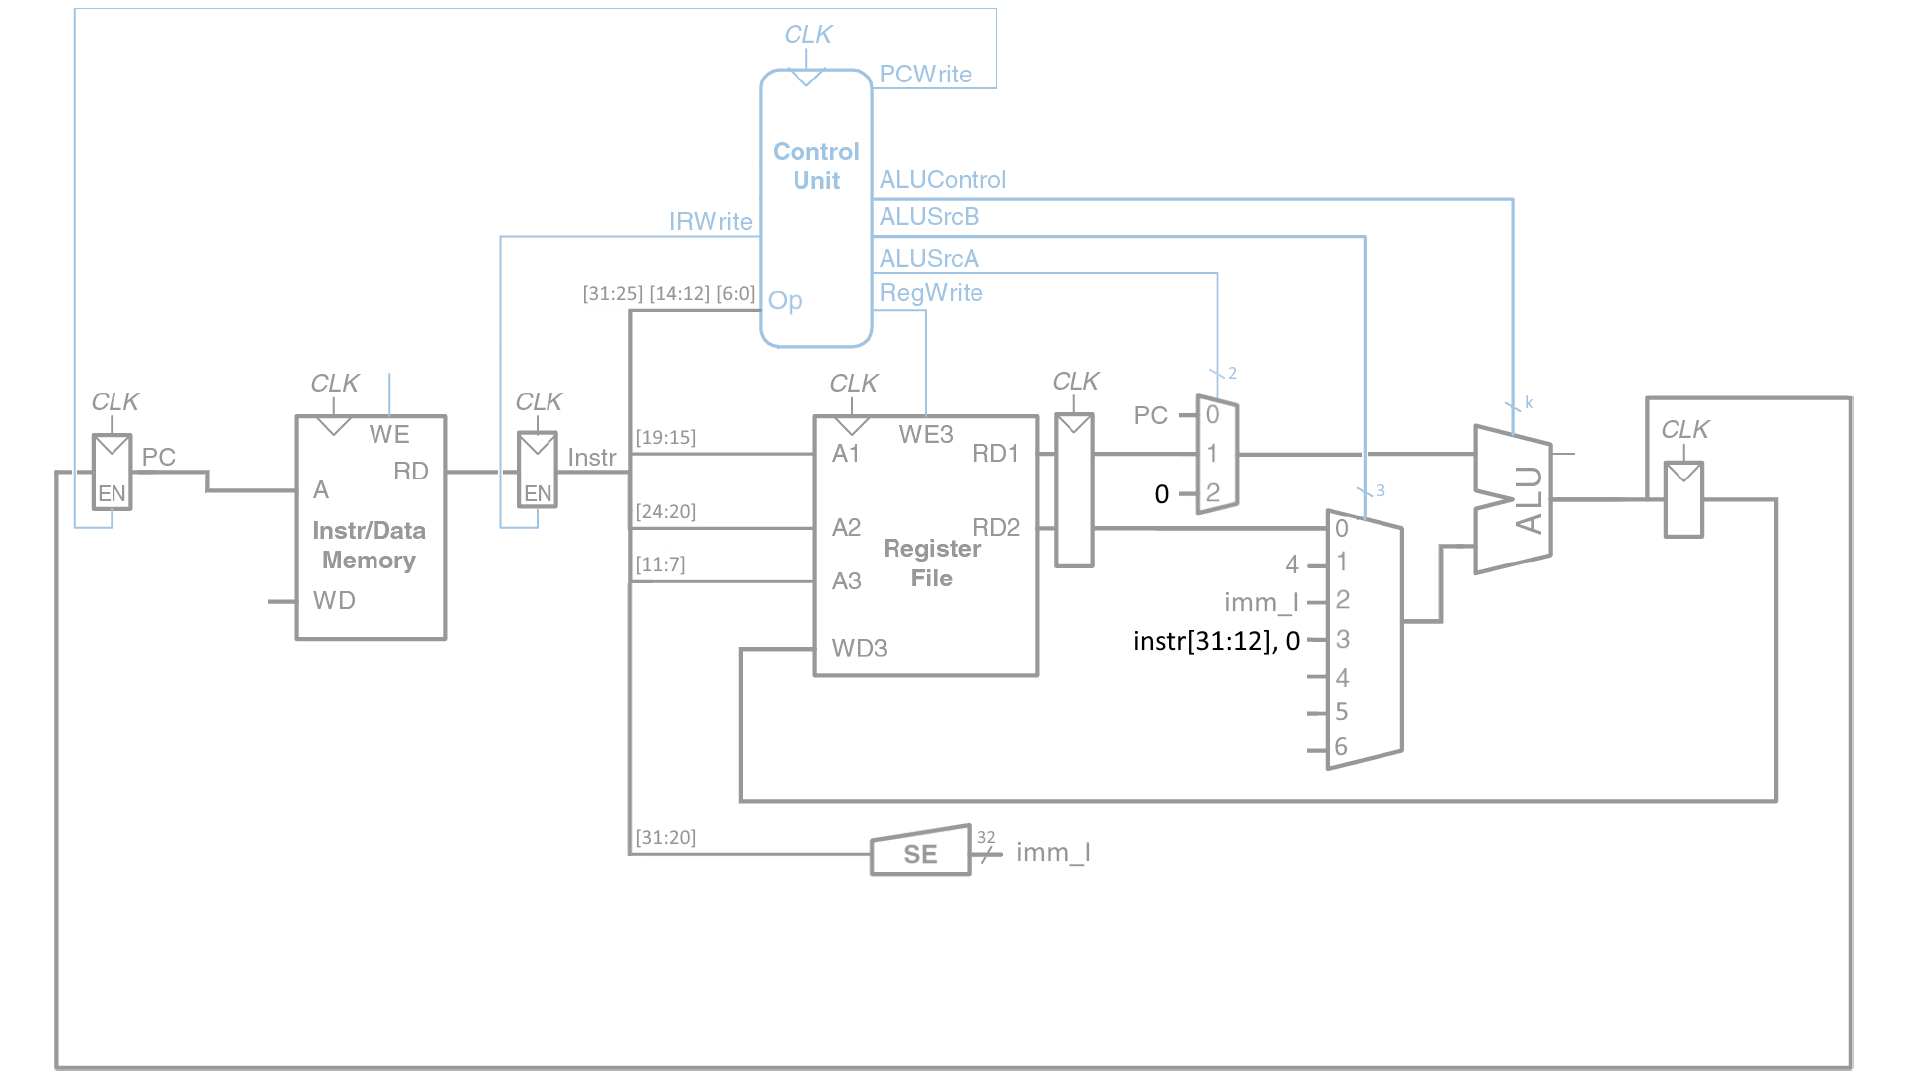 CLK
PCWrite
Control
Unit
ALUControl
ALUSrcB
IRWrite
ALUSrcA
RegWrite
[31:25] [14:12] [6:0]
Op
2
CLK
CLK
CLK
CLK
CLK
k
PC
0
CLK
WE
WE3
[19:15]
PC
RD
Instr
A1
RD1
1
EN
A
EN
0
2
3
ALU
[24:20]
A2
RD2
0
Instr/Data
Memory
Register
File
[11:7]
A3
4
1
WD
imm_I
2
WD3
instr[31:12], 0
3
4
5
6
[31:20]
SE
32
imm_I